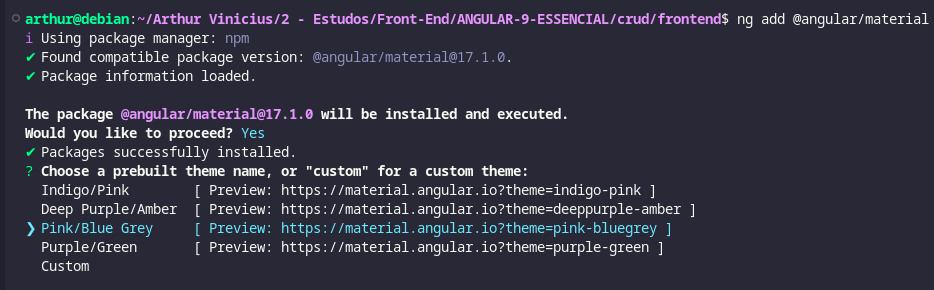 arthur@debian:~/Arthur Vinicius/2 - Estudos/Front-End/ANGULAR-9-ESSENCIAL/crud/frontend$ ng add @angular/material
i Using package manager: npm
✔ Found compatible package version: @angular/material@17.1.0.
✔ Package information loaded.
The package @angular/material@17.1.0 will be installed and executed.
Would you like to proceed? Yes
✔ Packages successfully installed.
? Choose a prebuilt theme name, or "custom" for a custom theme:
Indigo/Pink [ Preview: https://material.angular.io?theme=indigo-pink ]
Deep Purple/Amber [ Preview: https://material.angular.io?theme=deeppurple-amber ]
❯ Pink/Blue Grey [ Preview: https://material.angular.io?theme=pink-bluegrey ]
Purple/Green [ Preview: https://material.angular.io?theme=purple-green ]
Custom